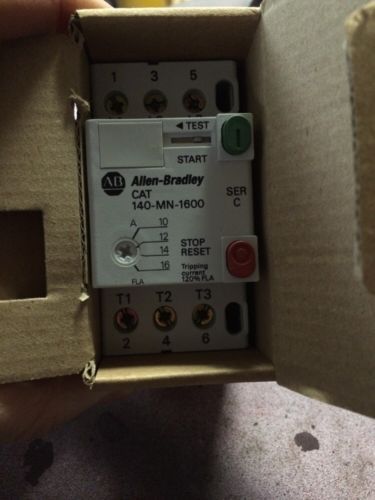 1 3 5
◄ TEST
START
AB Allen-Bradley
CAT
140-MN-1600
SER
C
A
10
12
14
16
FLA
STOP
RESET
Tripping
current
120% FLA
T1 T2 T3
2 4 6